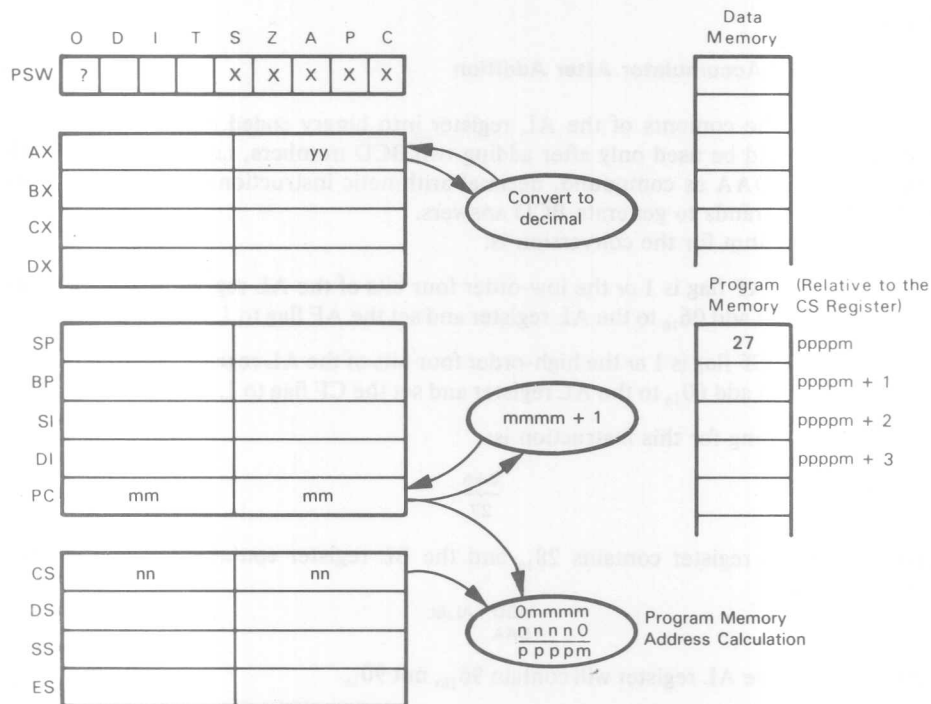 O D I T S Z A P C
PSW ? X X X X X
AX yy
BX
CX
DX
Convert to
decimal
SP
BP
SI
DI
PC mm mm
mmmm + 1
CS nn nn
DS
SS
ES
0mmmm
nnnn0
ppppm
Program Memory
Address Calculation
Data
Memory
Program
Memory
(Relative to the
CS Register)
27 ppppm
ppppm + 1
ppppm + 2
ppppm + 3
Accumulator After Addition